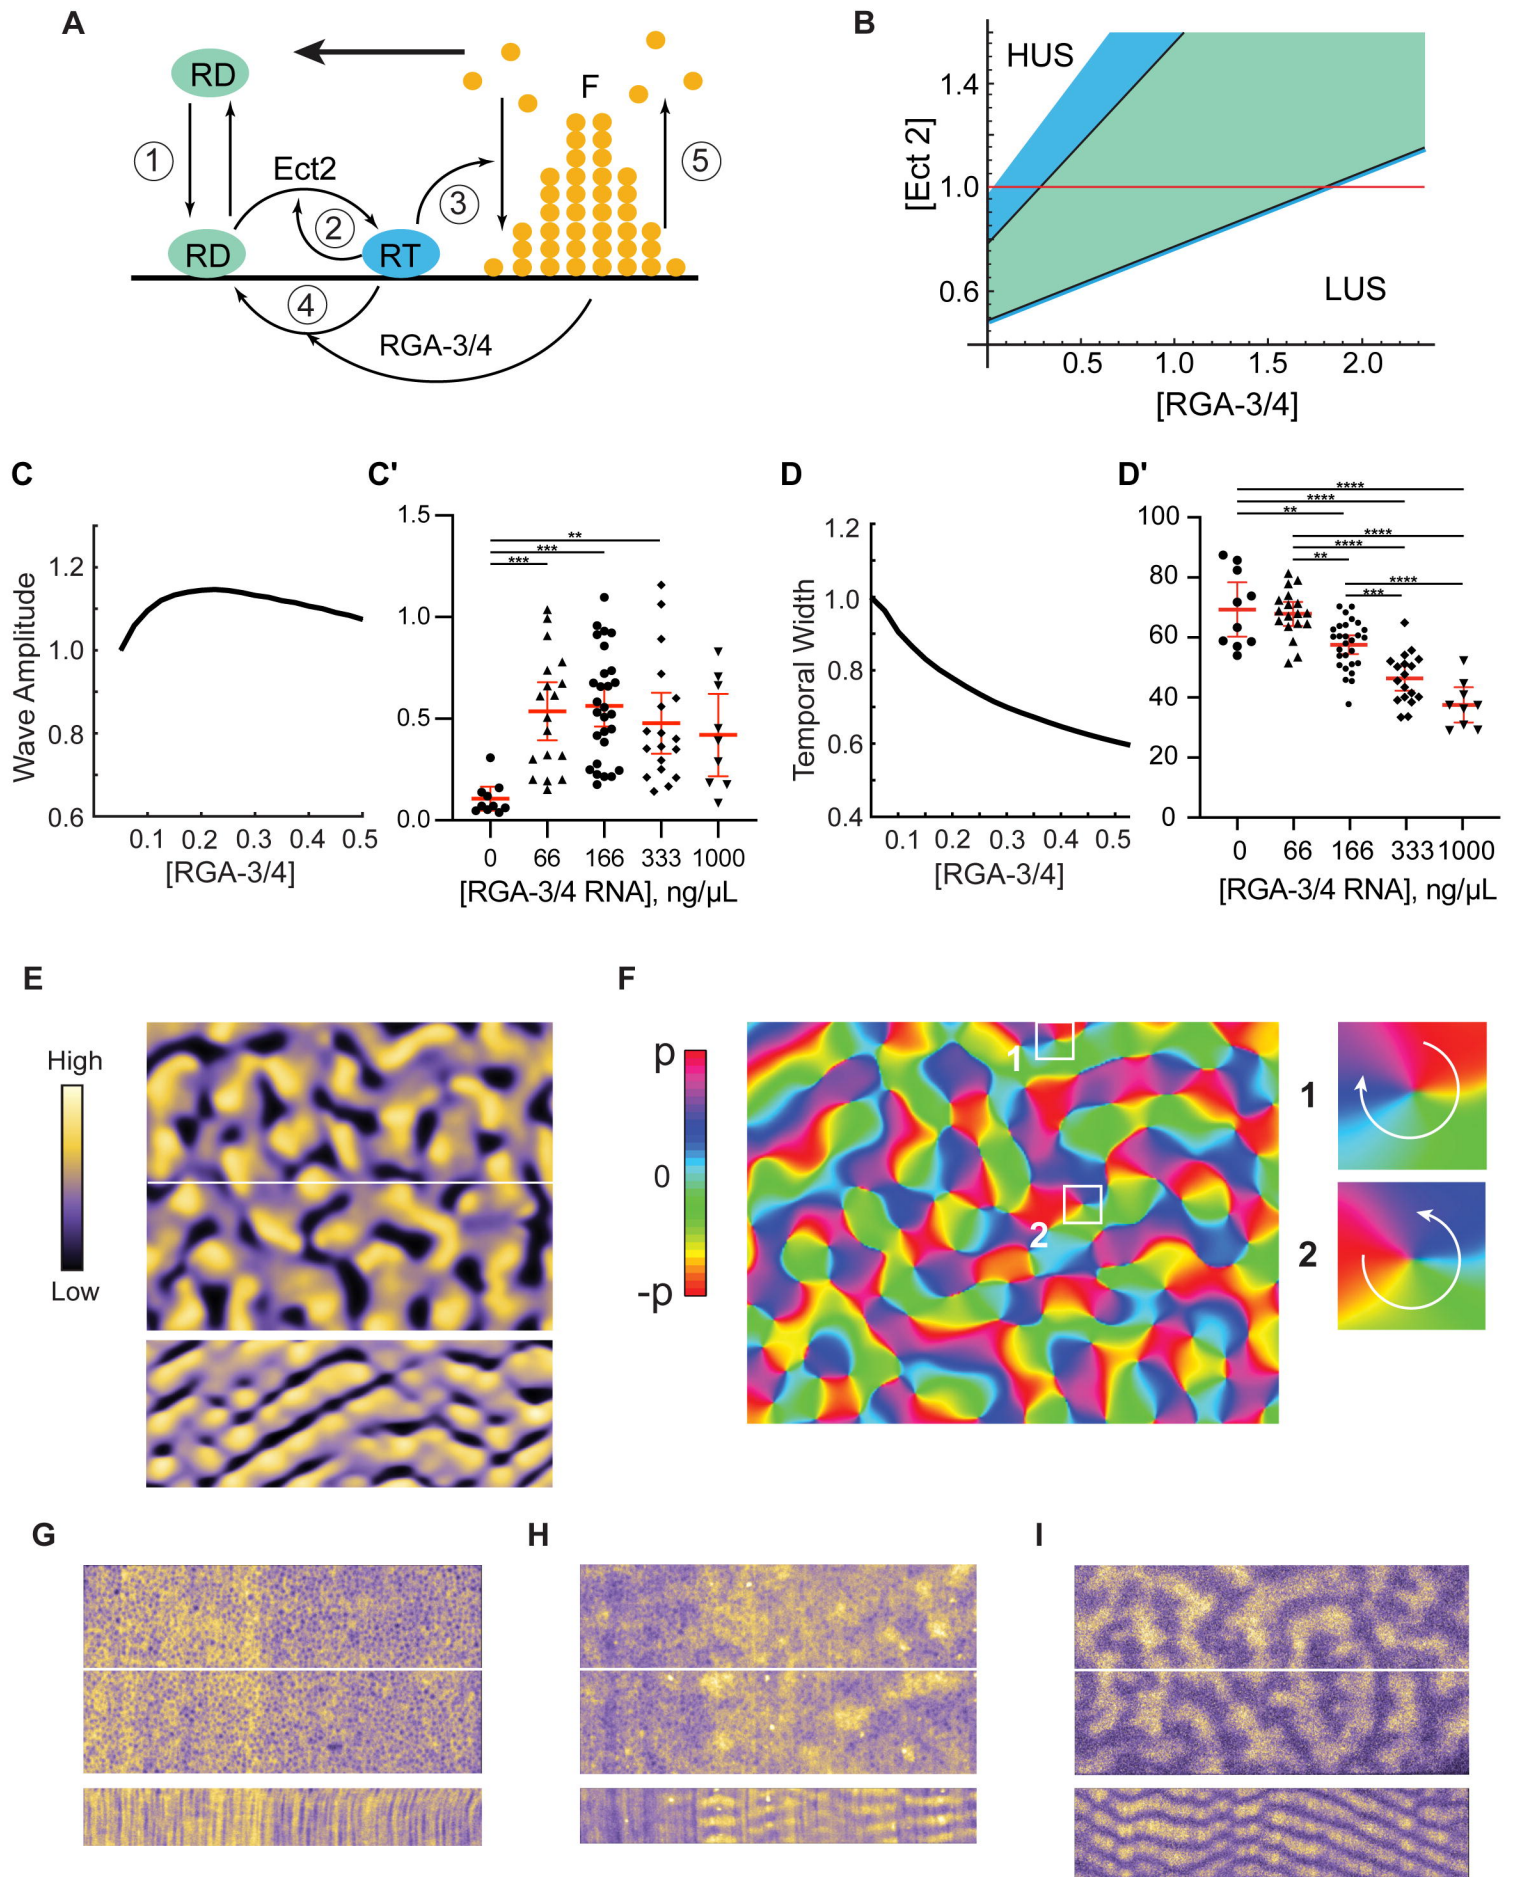 A
RD
F
1
Ect2
3
5
2
RD
RT
4
RGA-3/4
B
HUS
1.4
1.0
0.6
LUS
[Ect 2]
0.5
1.0
1.5
2.0
[RGA-3/4]
C
1.2
1.0
0.8
0.6
Wave Amplitude
0.1
0.2
0.3
0.4
0.5
[RGA-3/4]
C'
1.5
1.0
0.5
0.0
**
***
***
0
66
166
333
1000
[RGA-3/4 RNA], ng/µL
D
1.2
1.0
0.8
0.6
0.4
Temporal Width
0.1
0.2
0.3
0.4
0.5
[RGA-3/4]
D'
100
80
60
40
20
0
****
****
**
****
****
**
****
***
0
66
166
333
1000
[RGA-3/4 RNA], ng/µL
E
High
Low
F
p
0
-p
1
2
1
2
G
H
I